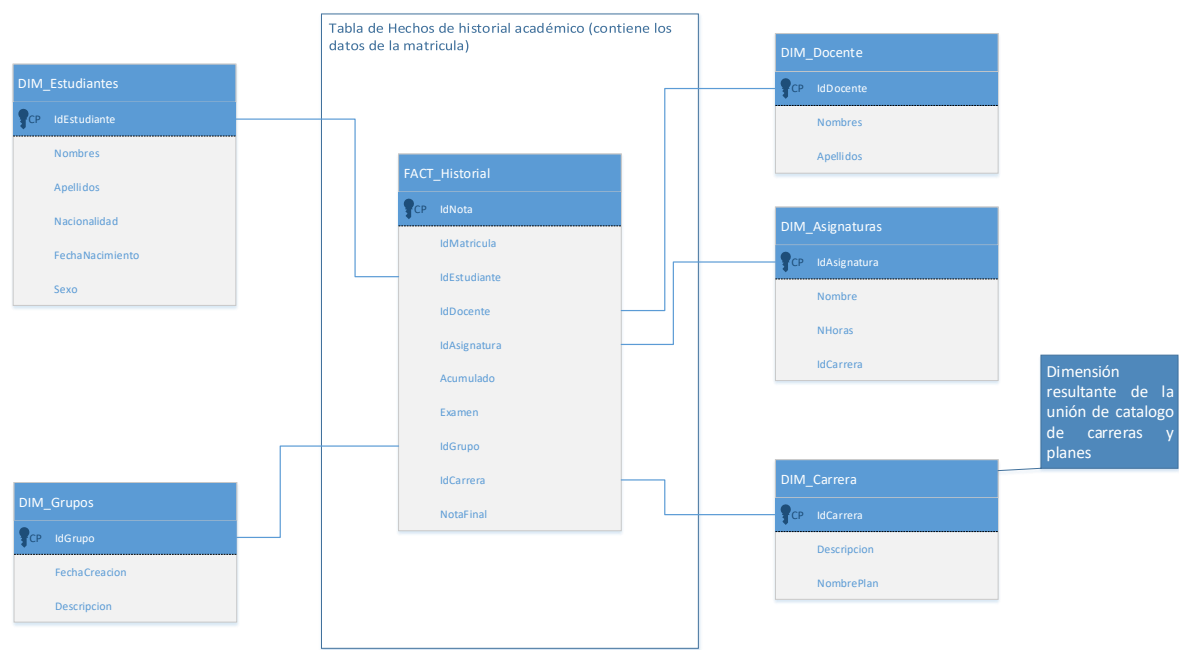 Tabla de Hechos de historial académico (contiene los
datos de la matricula)
DIM_Estudiantes
CP IdEstudiante
Nombres
Apellidos
Nacionalidad
FechaNacimiento
Sexo
DIM_Grupos
CP IdGrupo
FechaCreacion
Descripcion
FACT_Historial
CP IdNota
IdMatricula
IdEstudiante
IdDocente
IdAsignatura
Acumulado
Examen
IdGrupo
IdCarrera
NotaFinal
DIM_Docente
CP IdDocente
Nombres
Apellidos
DIM_Asignaturas
CP IdAsignatura
Nombre
NHoras
IdCarrera
DIM_Carrera
CP IdCarrera
Descripcion
NombrePlan
Dimensión
resultante de la
unión de catalogo
de carreras y
planes